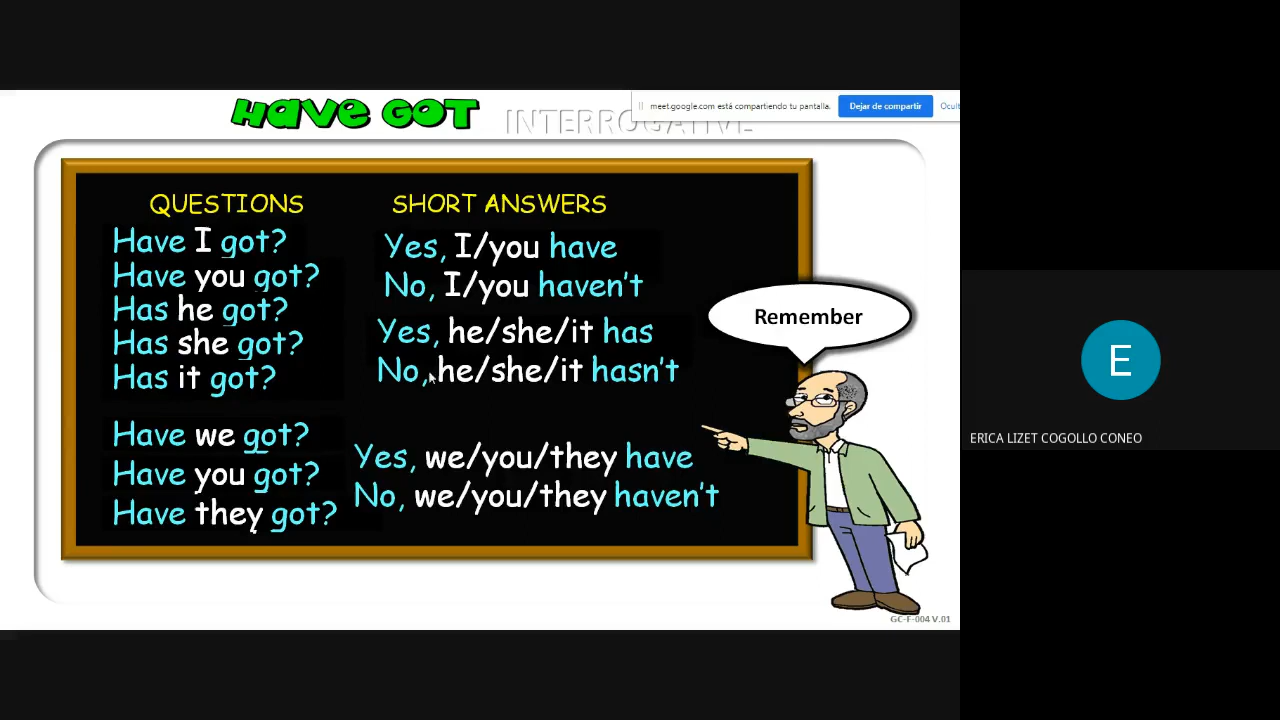 HAVE GOT INTERROGATIVE
meet.google.com está compartiendo tu pantalla. Dejar de compartir Ocult
QUESTIONS
Have I got?
Have you got?
Has he got?
Has she got?
Has it got?
Have we got?
Have you got?
Have they got?
SHORT ANSWERS
Yes, I/you have
No, I/you haven't
Yes, he/she/it has
No, he/she/it hasn't
Yes, we/you/they have
No, we/you/they haven't
Remember
GC-F-004 V.01
E
ERICA LIZET COGOLLO CONEO